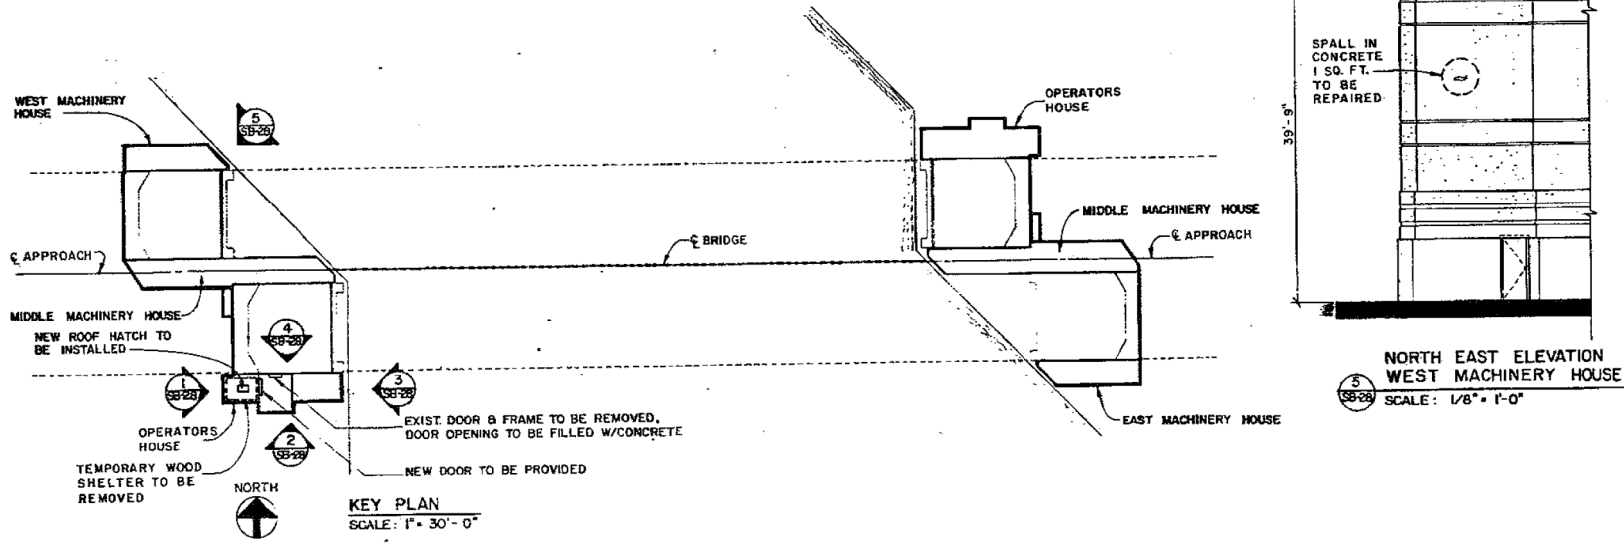 WEST MACHINERY
HOUSE
5
SB-28
OPERATORS
HOUSE
MIDDLE MACHINERY HOUSE
℄ BRIDGE
℄ APPROACH
℄ APPROACH
MIDDLE MACHINERY HOUSE
NEW ROOF HATCH TO
BE INSTALLED
4
SB-28
1
SB-28
3
SB-28
2
SB-28
OPERATORS
HOUSE
TEMPORARY WOOD
SHELTER TO BE
REMOVED
EXIST. DOOR & FRAME TO BE REMOVED,
DOOR OPENING TO BE FILLED W/CONCRETE
NEW DOOR TO BE PROVIDED
EAST MACHINERY HOUSE
NORTH
KEY PLAN
SCALE: 1" = 30'-0"
SPALL IN
CONCRETE
1 SQ. FT.
TO BE
REPAIRED
39'-9"
5
SB-28
NORTH EAST ELEVATION
WEST MACHINERY HOUSE
SCALE: 1/8" = 1'-0"